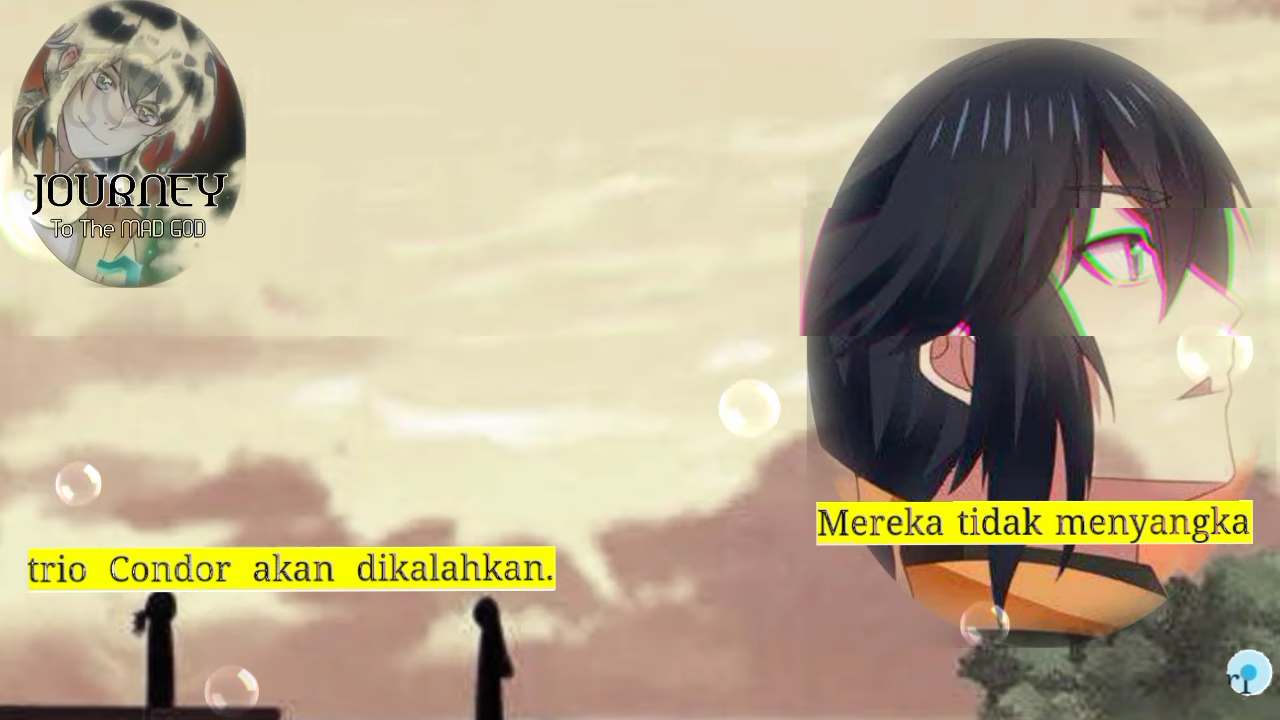 JOURNEY
To The MAD GOD
Mereka tidak menyangka
trio Condor akan dikalahkan.